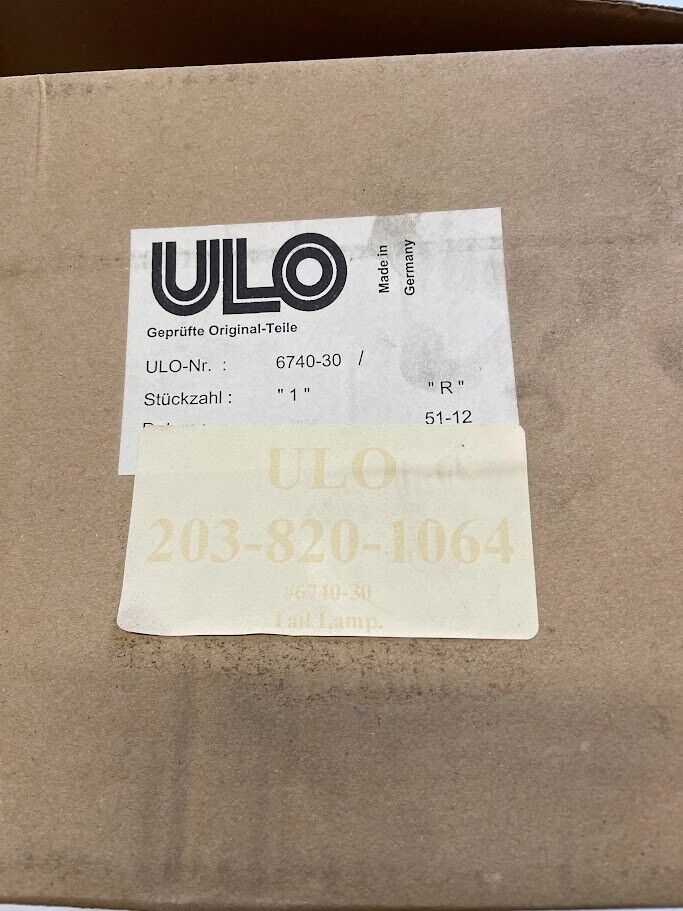 ULO
Made in
Germany
Geprüfte Original-Teile
ULO-Nr. : 6740-30 /
Stückzahl : "1" "R"
51-12
ULO
203-820-1064
#6740-30
Tail Lamp.